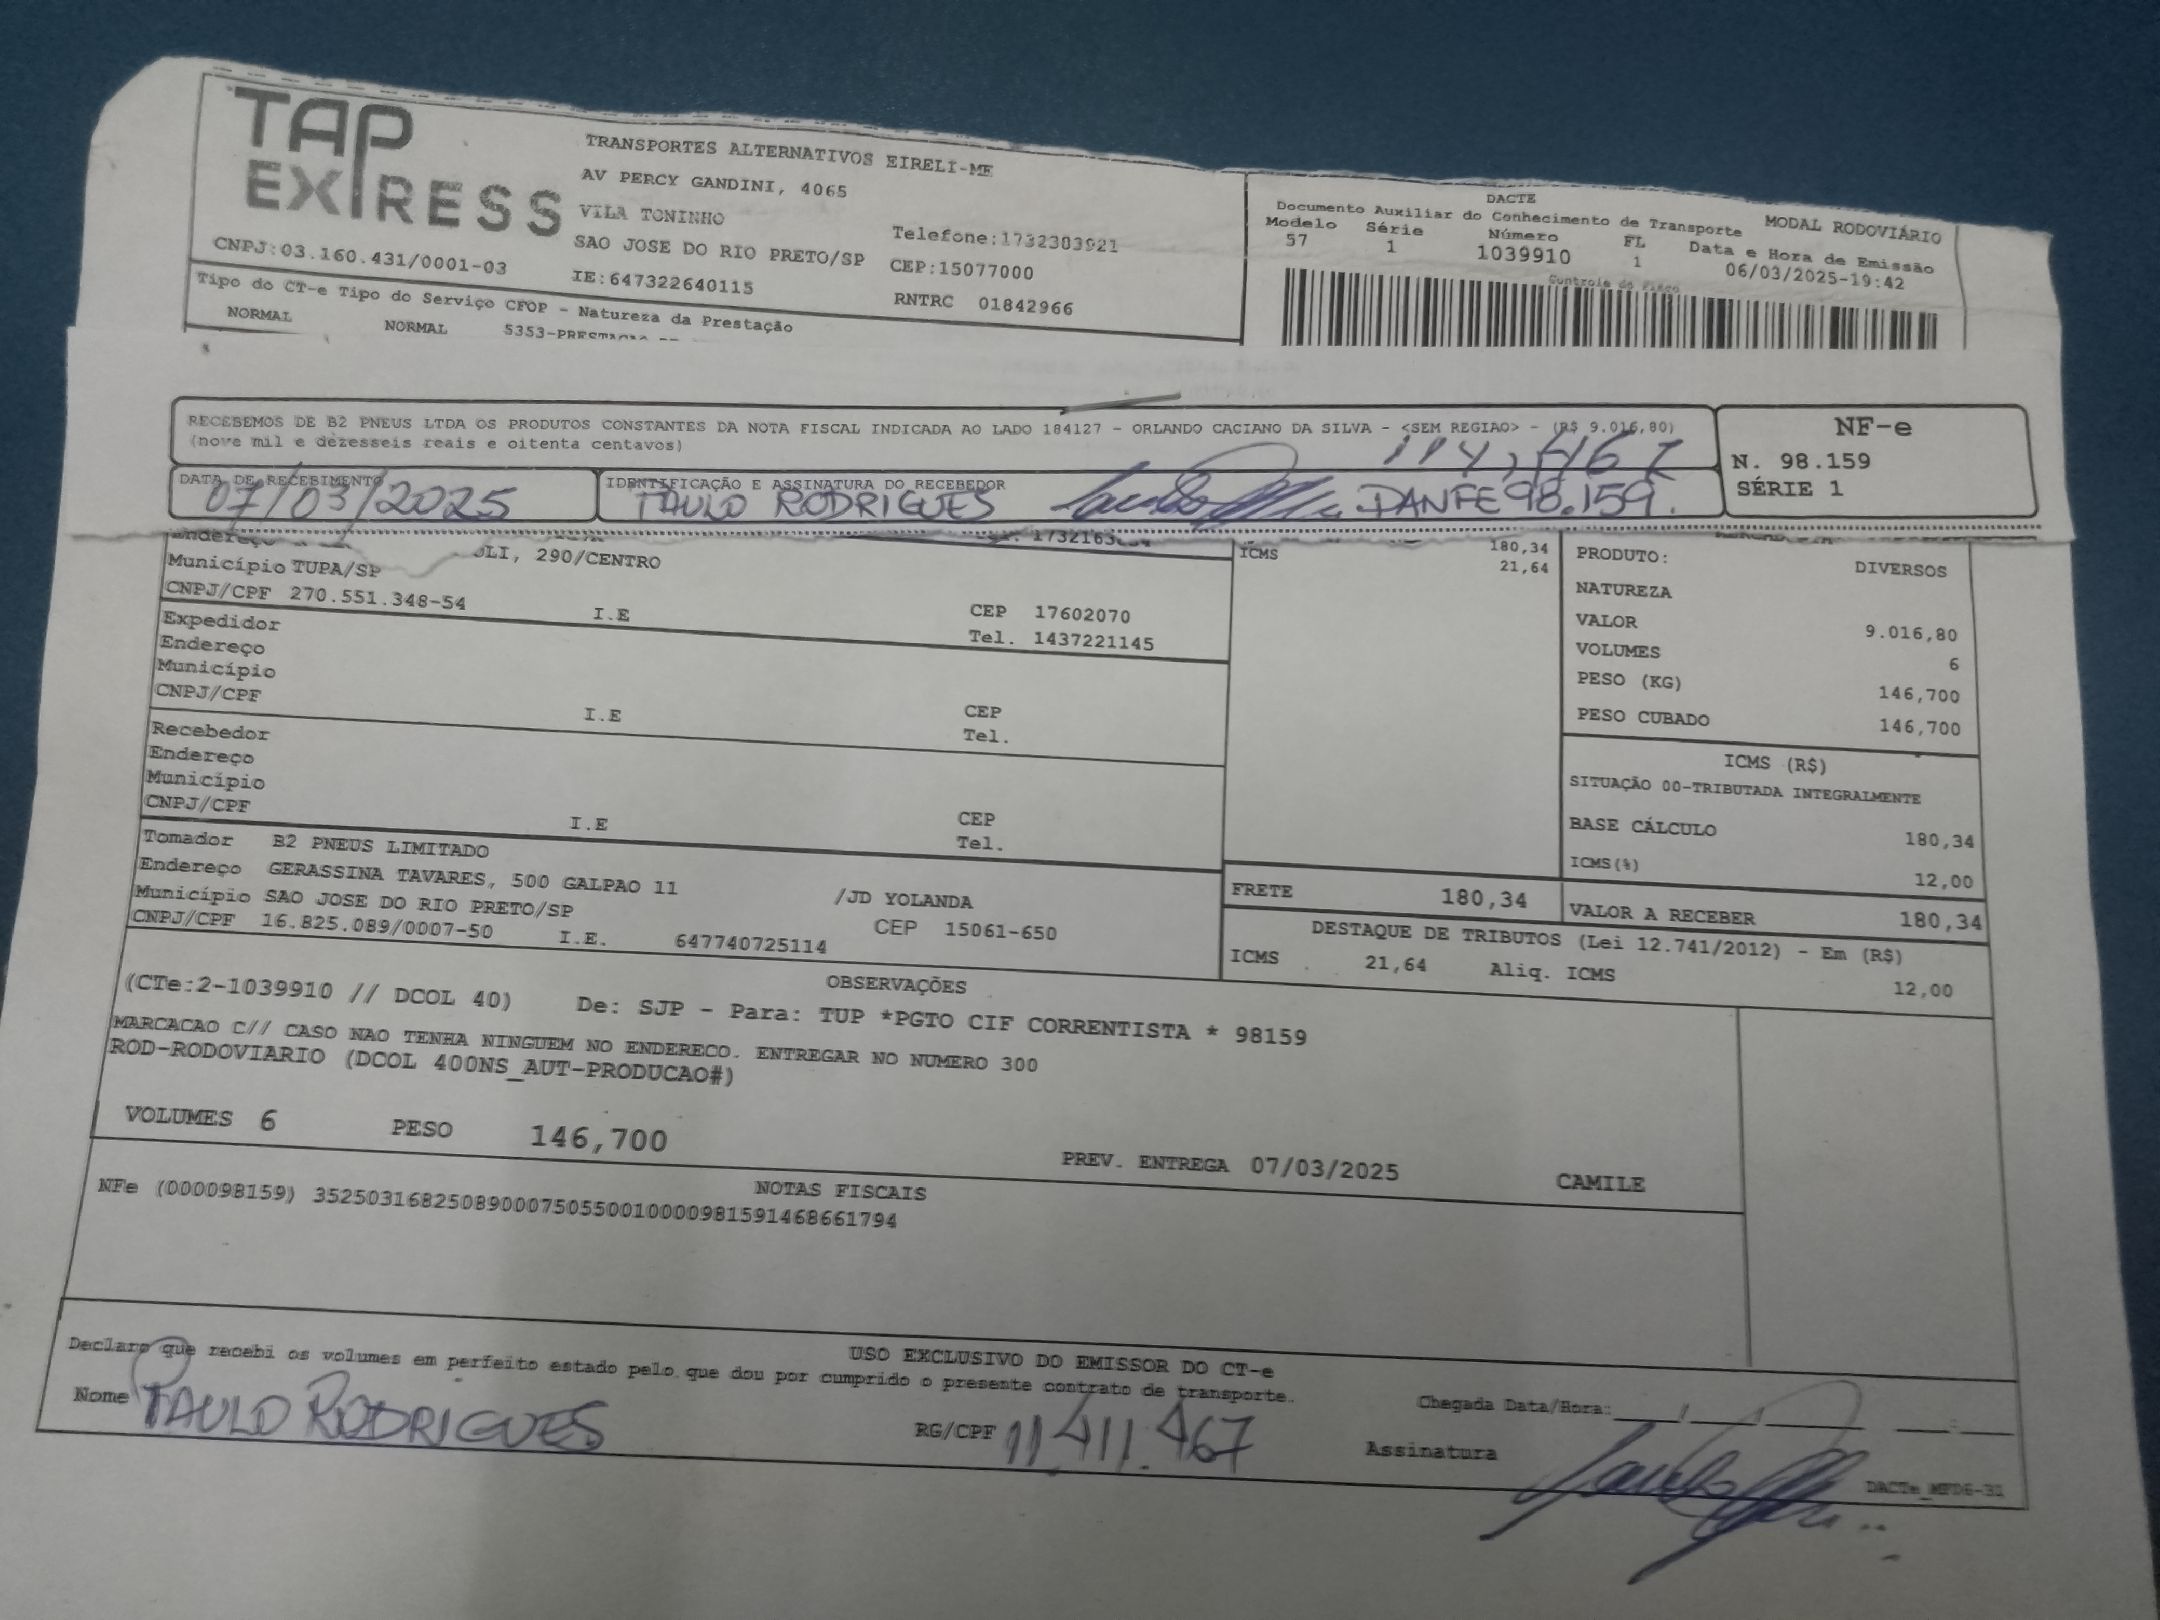 TAP
EXPRESS
TRANSPORTES ALTERNATIVOS EIRELI-ME
AV PERCY GANDINI, 4065
VILA TONINHO
SAO JOSE DO RIO PRETO/SP
IE:647322640115
Telefone:1732383921
CEP:15077000
RNTRC 01842966
CNPJ:03.160.431/0001-03
DACTE
Documento Auxiliar do Conhecimento de Transporte MODAL RODOVIÁRIO
Modelo Série Número FL Data e Hora de Emissão
57 1 1039910 1 06/03/2025-19:42
Controle do Fisco
Tipo do CT-e Tipo do Serviço CFOP - Natureza da Prestação
NORMAL NORMAL 5353-PRESTACAO
RECEBEMOS DE B2 PNEUS LTDA OS PRODUTOS CONSTANTES DA NOTA FISCAL INDICADA AO LADO 184127 - ORLANDO CACIANO DA SILVA - <SEM REGIAO> - (R$ 9.016,80)
(nove mil e dezesseis reais e oitenta centavos)
NF-e
N. 98.159
SÉRIE 1
DATA DE RECEBIMENTO
07/03/2025
IDENTIFICAÇÃO E ASSINATURA DO RECEBEDOR
PAULO RODRIGUES DANFE 98.159.
Endereço OLI, 290/CENTRO
Município TUPA/SP
CNPJ/CPF 270.551.348-54 I.E CEP 17602070
Tel. 1437221145
Expedidor
Endereço
Município
CNPJ/CPF I.E CEP
Tel.
Recebedor
Endereço
Município
CNPJ/CPF I.E CEP
Tel.
Tomador B2 PNEUS LIMITADO
Endereço GERASSINA TAVARES, 500 GALPAO 11 /JD YOLANDA
Município SAO JOSE DO RIO PRETO/SP CEP 15061-650
CNPJ/CPF 16.825.089/0007-50 I.E. 647740725114
180,34
ICMS 21,64
FRETE 180,34
PRODUTO: DIVERSOS
NATUREZA
VALOR 9.016,80
VOLUMES 6
PESO (KG) 146,700
PESO CUBADO 146,700
ICMS (R$)
SITUAÇÃO 00-TRIBUTADA INTEGRALMENTE
BASE CÁLCULO 180,34
ICMS(%) 12,00
VALOR A RECEBER 180,34
DESTAQUE DE TRIBUTOS (Lei 12.741/2012) - Em (R$)
ICMS 21,64 Aliq. ICMS 12,00
OBSERVAÇÕES
(CTe:2-1039910 // DCOL 40) De: SJP - Para: TUP *PGTO CIF CORRENTISTA * 98159
MARCACAO C// CASO NAO TENHA NINGUEM NO ENDERECO. ENTREGAR NO NUMERO 300
ROD-RODOVIARIO (DCOL 400NS_AUT-PRODUCAO#)
VOLUMES 6 PESO 146,700 PREV. ENTREGA 07/03/2025 CAMILE
NOTAS FISCAIS
NFe (000098159) 35250316825089000750550010000981591468661794
USO EXCLUSIVO DO EMISSOR DO CT-e
Declaro que recebi os volumes em perfeito estado pelo que dou por cumprido o presente contrato de transporte.
Chegada Data/Hora:
Nome PAULO RODRIGUES RG/CPF 11.411.467 Assinatura